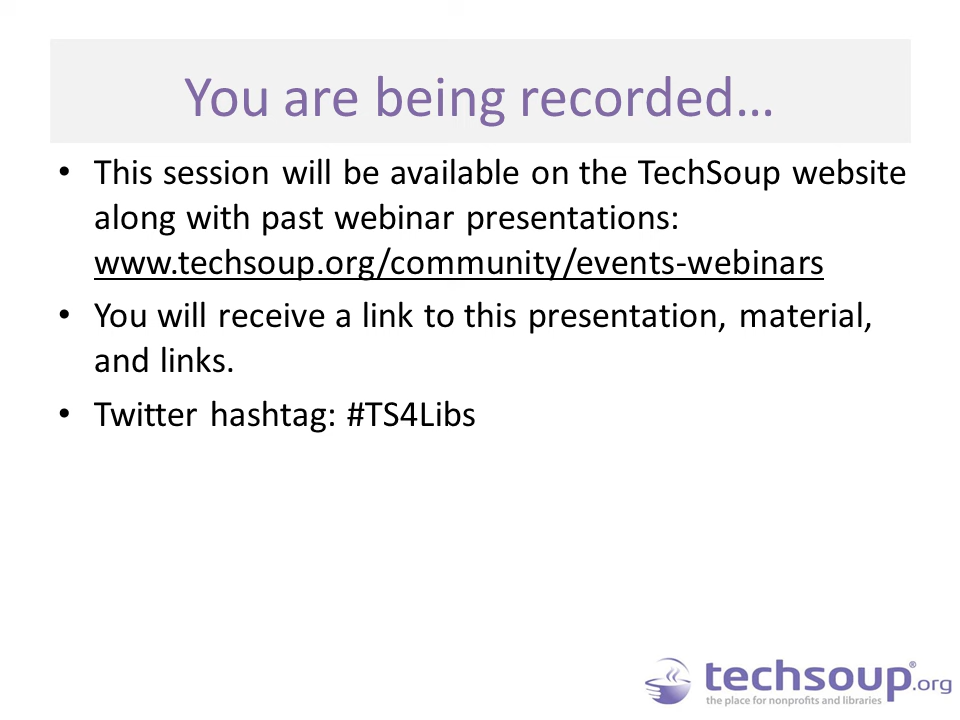 You are being recorded…
• This session will be available on the TechSoup website
along with past webinar presentations:
www.techsoup.org/community/events-webinars
• You will receive a link to this presentation, material,
and links.
• Twitter hashtag: #TS4Libs
techsoup®.org
the place for nonprofits and libraries